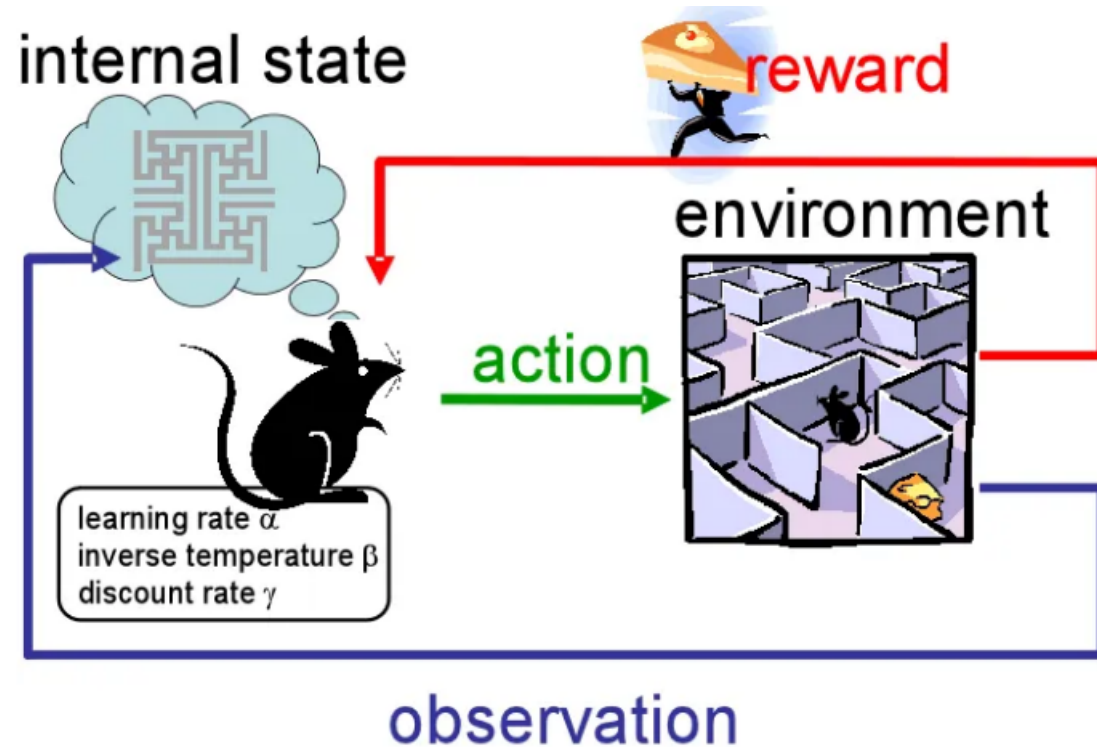 internal state
reward
environment
action
learning rate α
inverse temperature β
discount rate γ
observation